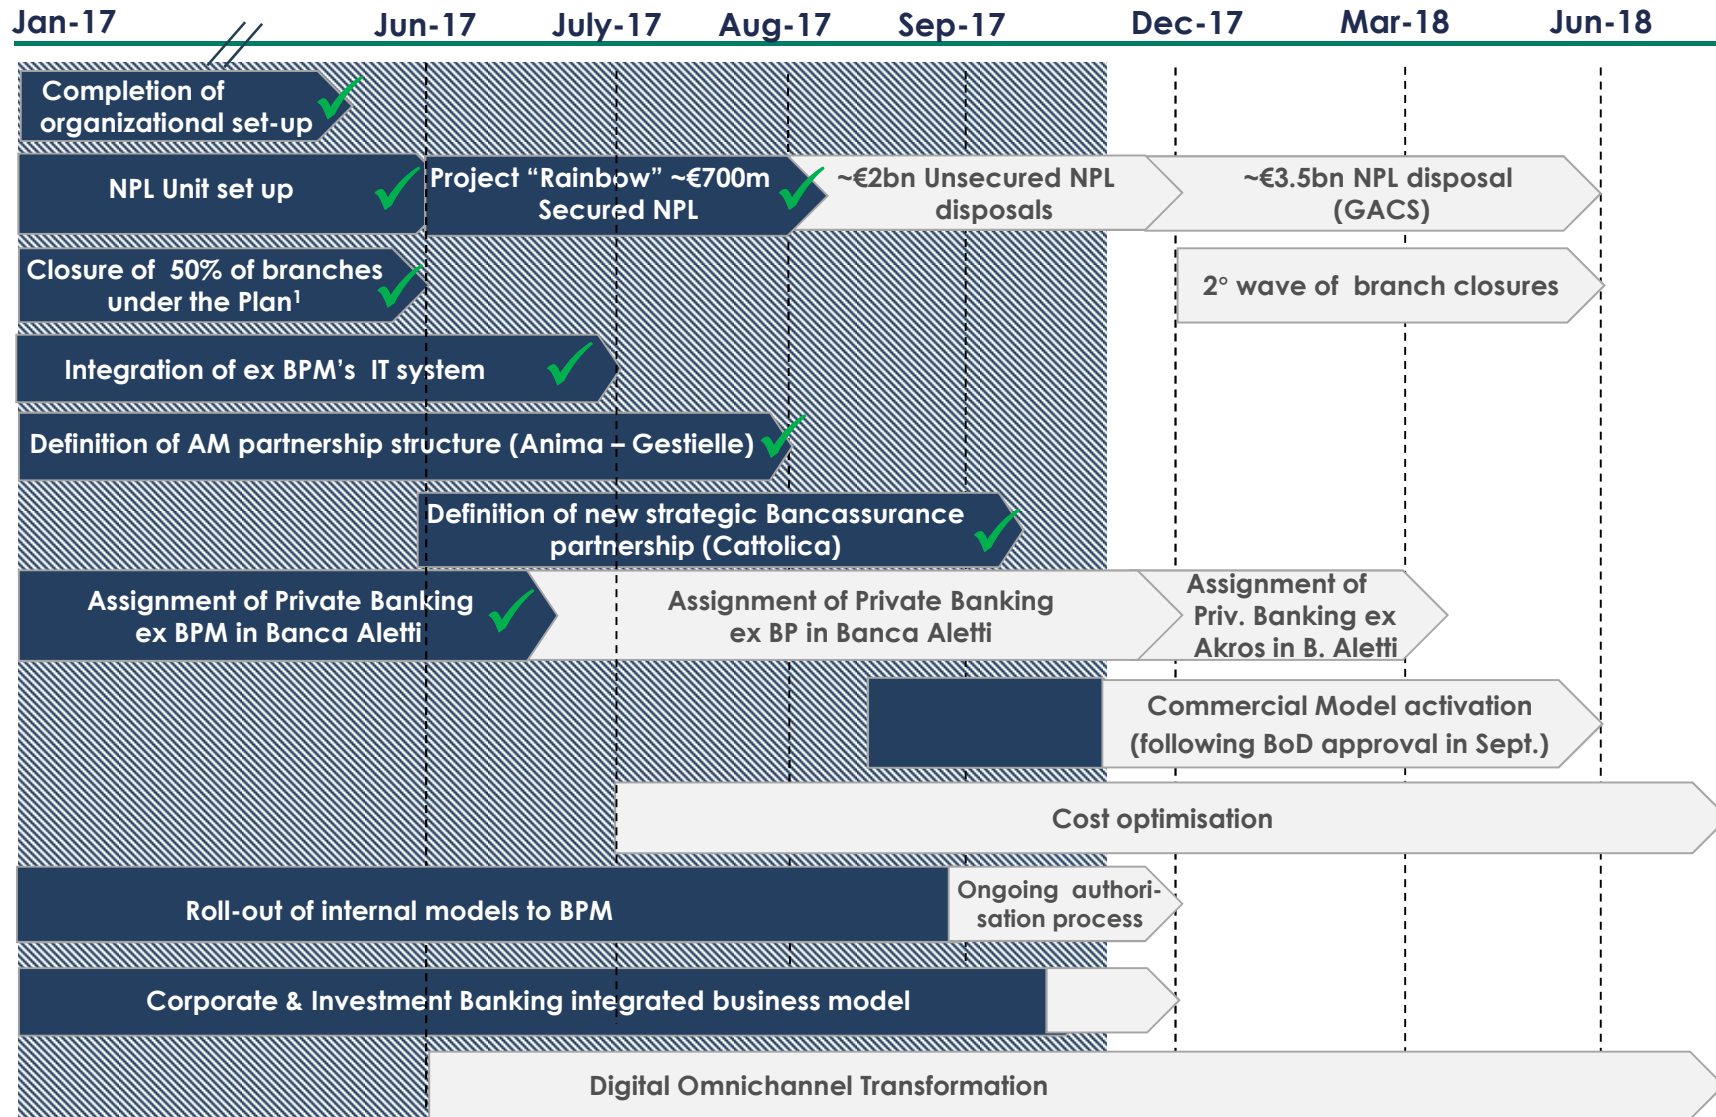 Jan-17 Jun-17 July-17 Aug-17 Sep-17 Dec-17 Mar-18 Jun-18
Completion of
organizational set-up
NPL Unit set up
Project “Rainbow” ~€700m
Secured NPL
~€2bn Unsecured NPL
disposals
~€3.5bn NPL disposal
(GACS)
Closure of 50% of branches
under the Plan¹
2° wave of branch closures
Integration of ex BPM’s IT system
Definition of AM partnership structure (Anima – Gestielle)
Definition of new strategic Bancassurance
partnership (Cattolica)
Assignment of Private Banking
ex BPM in Banca Aletti
Assignment of Private Banking
ex BP in Banca Aletti
Assignment of
Priv. Banking ex
Akros in B. Aletti
Commercial Model activation
(following BoD approval in Sept.)
Cost optimisation
Roll-out of internal models to BPM
Ongoing authori-
sation process
Corporate & Investment Banking integrated business model
Digital Omnichannel Transformation